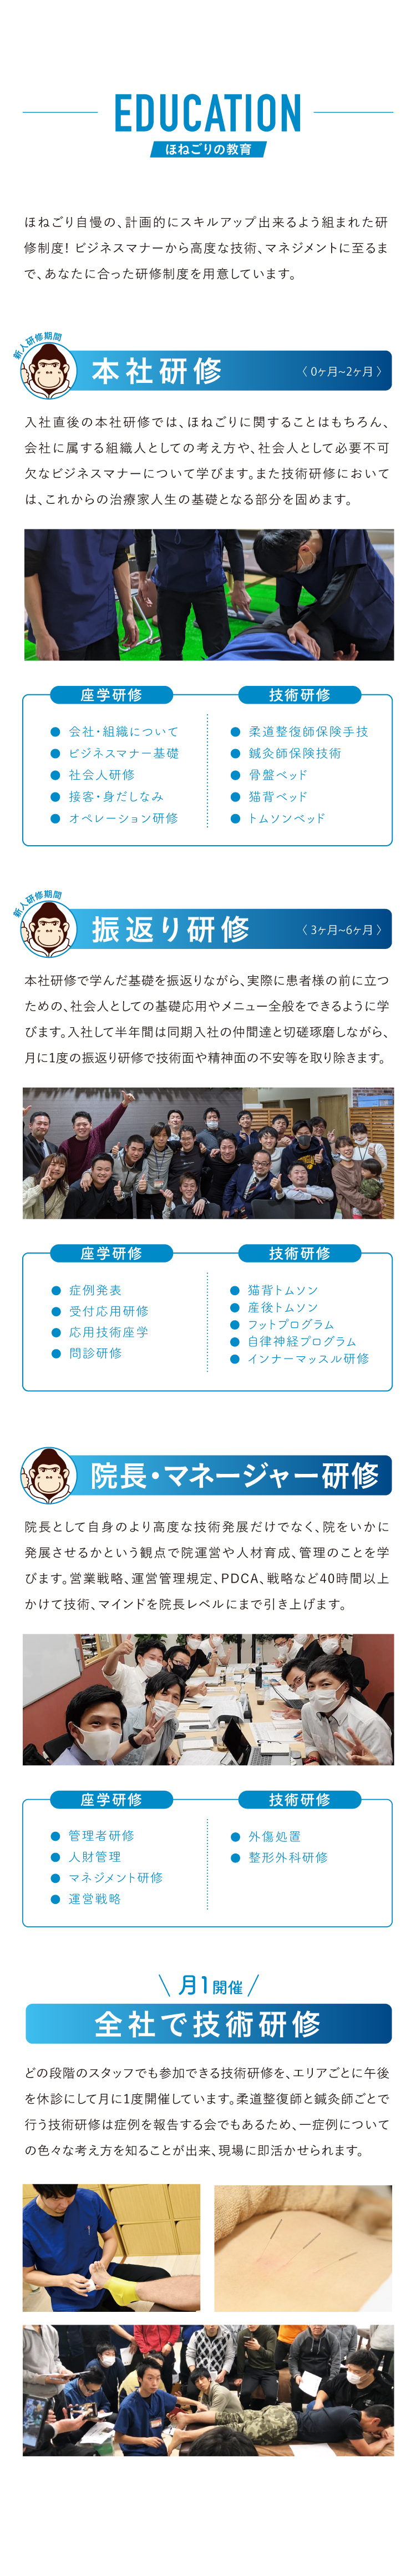 EDUCATION
ほねごりの教育
ほねごり自慢の、計画的にスキルアップ出来るよう組まれた研
修制度！ビジネスマナーから高度な技術、マネジメントに至るま
で、あなたに合った研修制度を用意しています。
新人研修期間
本社研修
〈 0ヶ月~2ヶ月 〉
入社直後の本社研修では、ほねごりに関することはもちろん、
会社に属する組織人としての考え方や、社会人として必要不可
欠なビジネスマナーについて学びます。また技術研修において
は、これからの治療家人生の基礎となる部分を固めます。
座学研修
● 会社・組織について
● ビジネスマナー基礎
● 社会人研修
● 接客・身だしなみ
● オペレーション研修
技術研修
● 柔道整復師保険手技
● 鍼灸師保険技術
● 骨盤ベッド
● 猫背ベッド
● トムソンベッド
新人研修期間
振返り研修
〈 3ヶ月~6ヶ月 〉
本社研修で学んだ基礎を振返りながら、実際に患者様の前に立つ
ための、社会人としての基礎応用やメニュー全般をできるように学
びます。入社して半年間は同期入社の仲間達と切磋琢磨しながら、
月に1度の振返り研修で技術面や精神面の不安等を取り除きます。
座学研修
● 症例発表
● 受付応用研修
● 応用技術座学
● 問診研修
技術研修
● 猫背トムソン
● 産後トムソン
● フットプログラム
● 自律神経プログラム
● インナーマッスル研修
院長・マネージャー研修
院長として自身のより高度な技術発展だけでなく、院をいかに
発展させるかという観点で院運営や人材育成、管理のことを学
びます。営業戦略、運営管理規定、PDCA、戦略など40時間以上
かけて技術、マインドを院長レベルにまで引き上げます。
座学研修
● 管理者研修
● 人財管理
● マネジメント研修
● 運営戦略
技術研修
● 外傷処置
● 整形外科研修
月1開催
全社で技術研修
どの段階のスタッフでも参加できる技術研修を、エリアごとに午後
を休診にして月に1度開催しています。柔道整復師と鍼灸師ごとで
行う技術研修は症例を報告する会でもあるため、一症例について
の色々な考え方を知ることが出来、現場に即活かせられます。